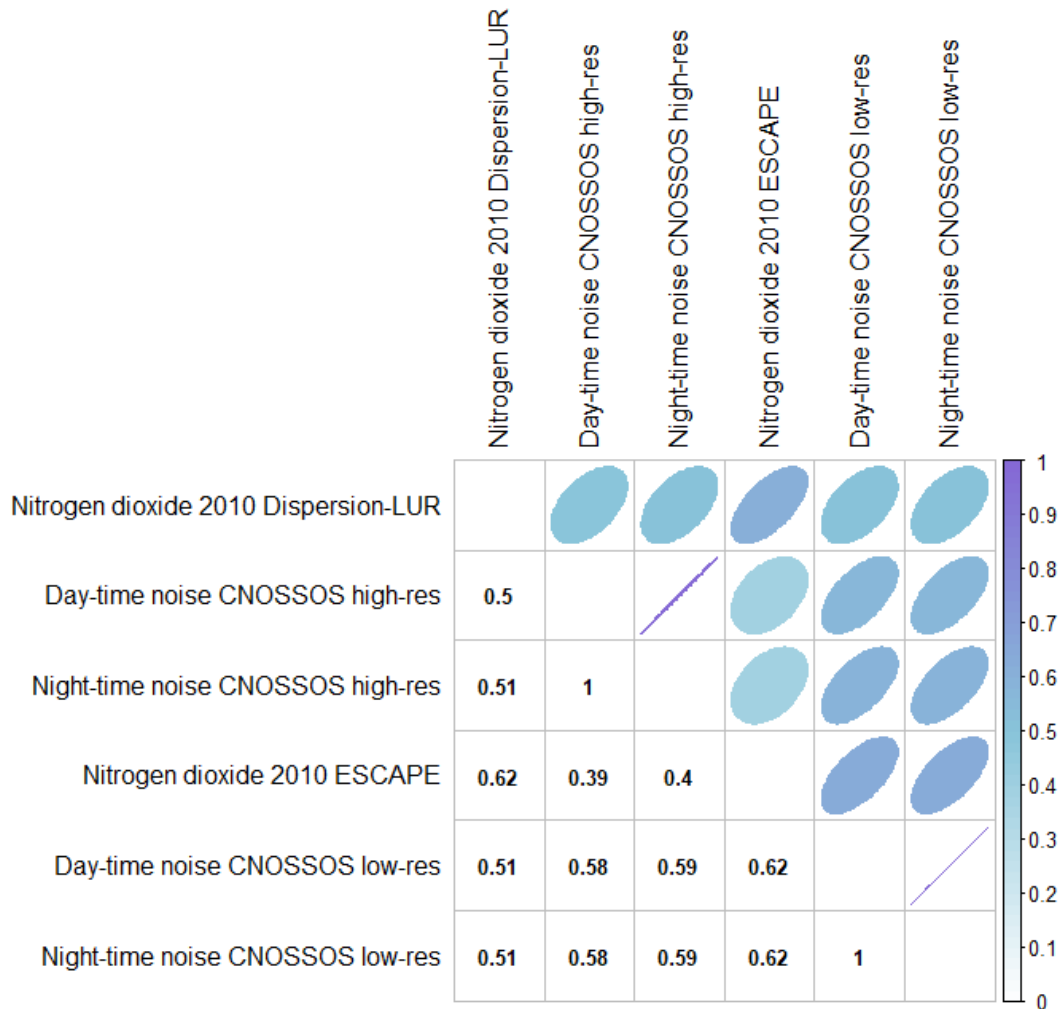 Nitrogen dioxide 2010 Dispersion-LUR
Day-time noise CNOSSOS high-res
Night-time noise CNOSSOS high-res
Nitrogen dioxide 2010 ESCAPE
Day-time noise CNOSSOS low-res
Night-time noise CNOSSOS low-res
Nitrogen dioxide 2010 Dispersion-LUR
Day-time noise CNOSSOS high-res 0.5
Night-time noise CNOSSOS high-res 0.51 1
Nitrogen dioxide 2010 ESCAPE 0.62 0.39 0.4
Day-time noise CNOSSOS low-res 0.51 0.58 0.59 0.62
Night-time noise CNOSSOS low-res 0.51 0.58 0.59 0.62 1
1
0.9
0.8
0.7
0.6
0.5
0.4
0.3
0.2
0.1
0